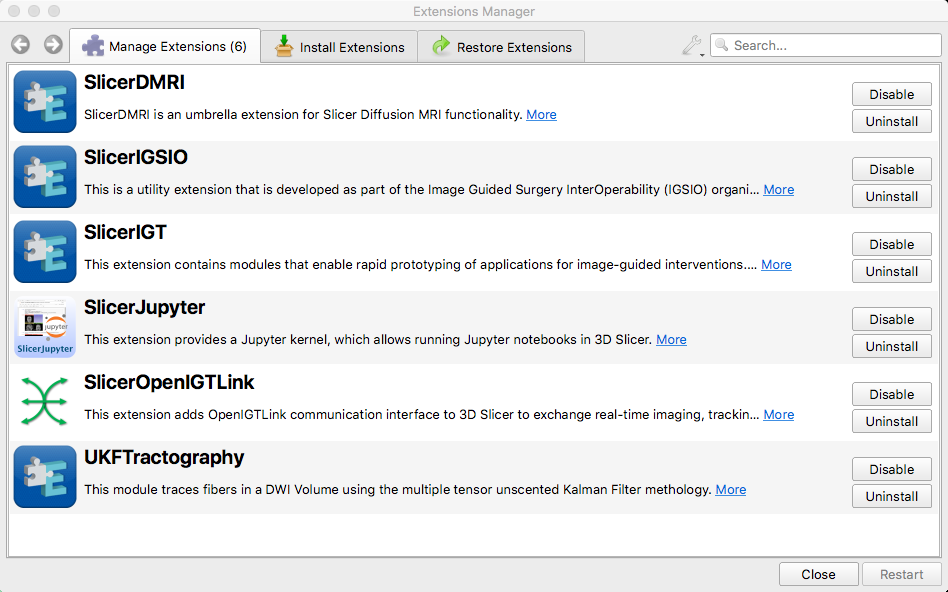 Extensions Manager
Manage Extensions (6)
Install Extensions
Restore Extensions
Search...
SlicerDMRI
SlicerDMRI is an umbrella extension for Slicer Diffusion MRI functionality. More
Disable
Uninstall
SlicerIGSIO
This is a utility extension that is developed as part of the Image Guided Surgery InterOperability (IGSIO) organi... More
Disable
Uninstall
SlicerIGT
This extension contains modules that enable rapid prototyping of applications for image-guided interventions.... More
Disable
Uninstall
jupyter
SlicerJupyter
SlicerJupyter
This extension provides a Jupyter kernel, which allows running Jupyter notebooks in 3D Slicer. More
Disable
Uninstall
SlicerOpenIGTLink
This extension adds OpenIGTLink communication interface to 3D Slicer to exchange real-time imaging, trackin... More
Disable
Uninstall
UKFTractography
This module traces fibers in a DWI Volume using the multiple tensor unscented Kalman Filter methology. More
Disable
Uninstall
Close
Restart